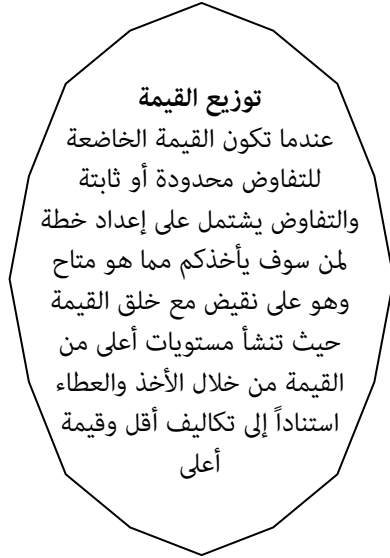 توزيع القيمة
عندما تكون القيمة الخاضعة
للتفاوض محدودة أو ثابتة
والتفاوض يشتمل على إعداد خطة
لمن سوف يأخذكم مما هو متاح
وهو على نقيض مع خلق القيمة
حيث تنشأ مستويات أعلى من
القيمة من خلال الأخذ والعطاء
استناداً إلى تكاليف أقل وقيمة
أعلى